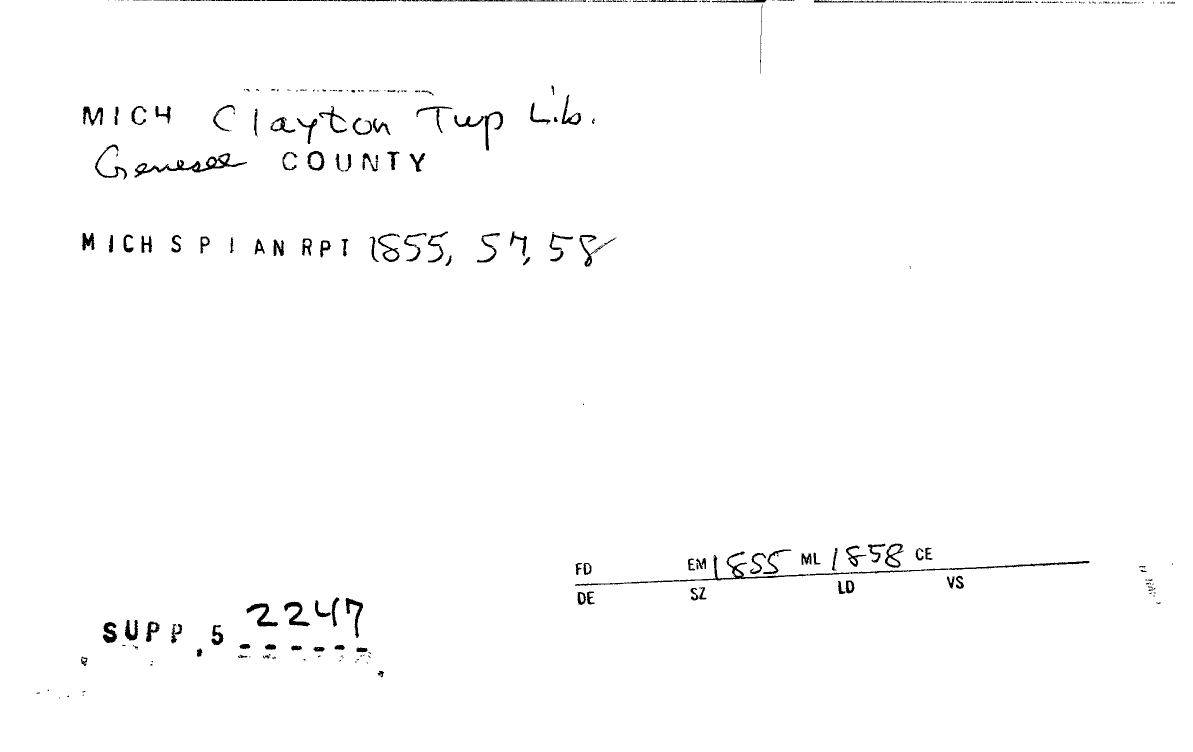 MICH Clayton Twp Lib.
Genesee COUNTY
MICH S P I AN RPT 1855, 57, 58
FD EM 1855 ML 1858 CE
DE SZ LD VS
SUPP. 5 2247